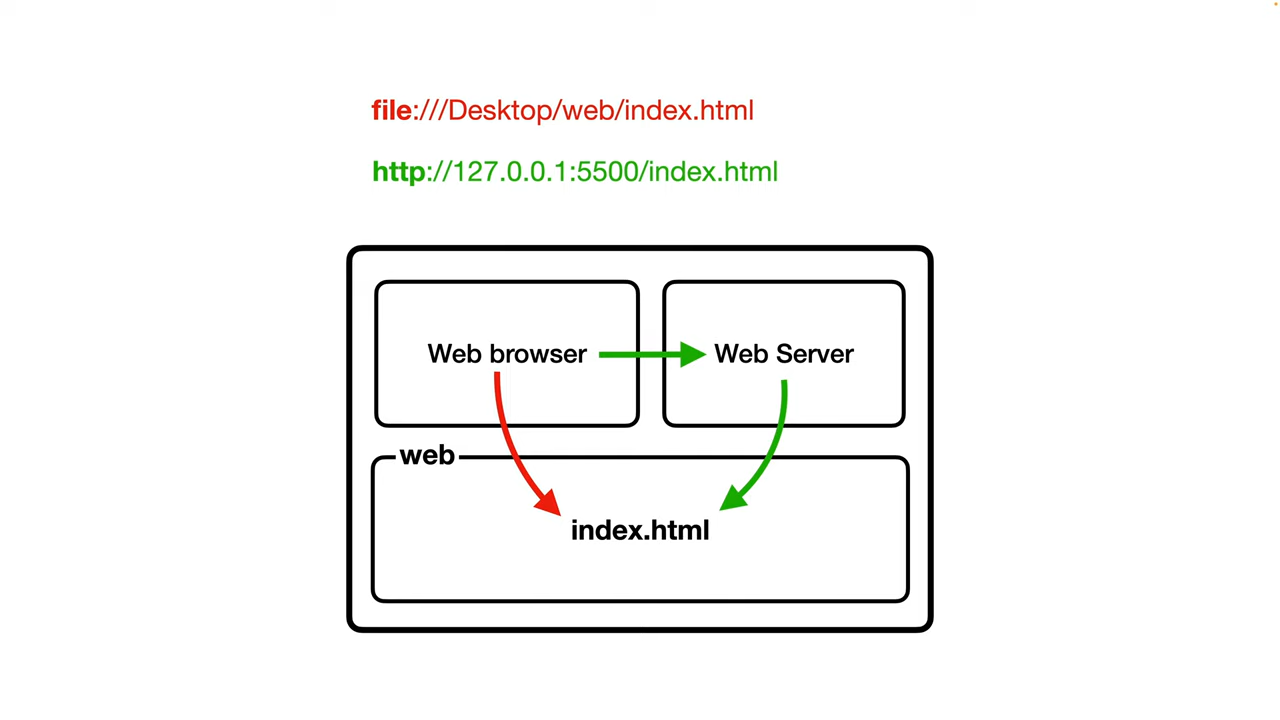 file:///Desktop/web/index.html
http://127.0.0.1:5500/index.html
Web browser
Web Server
web
index.html